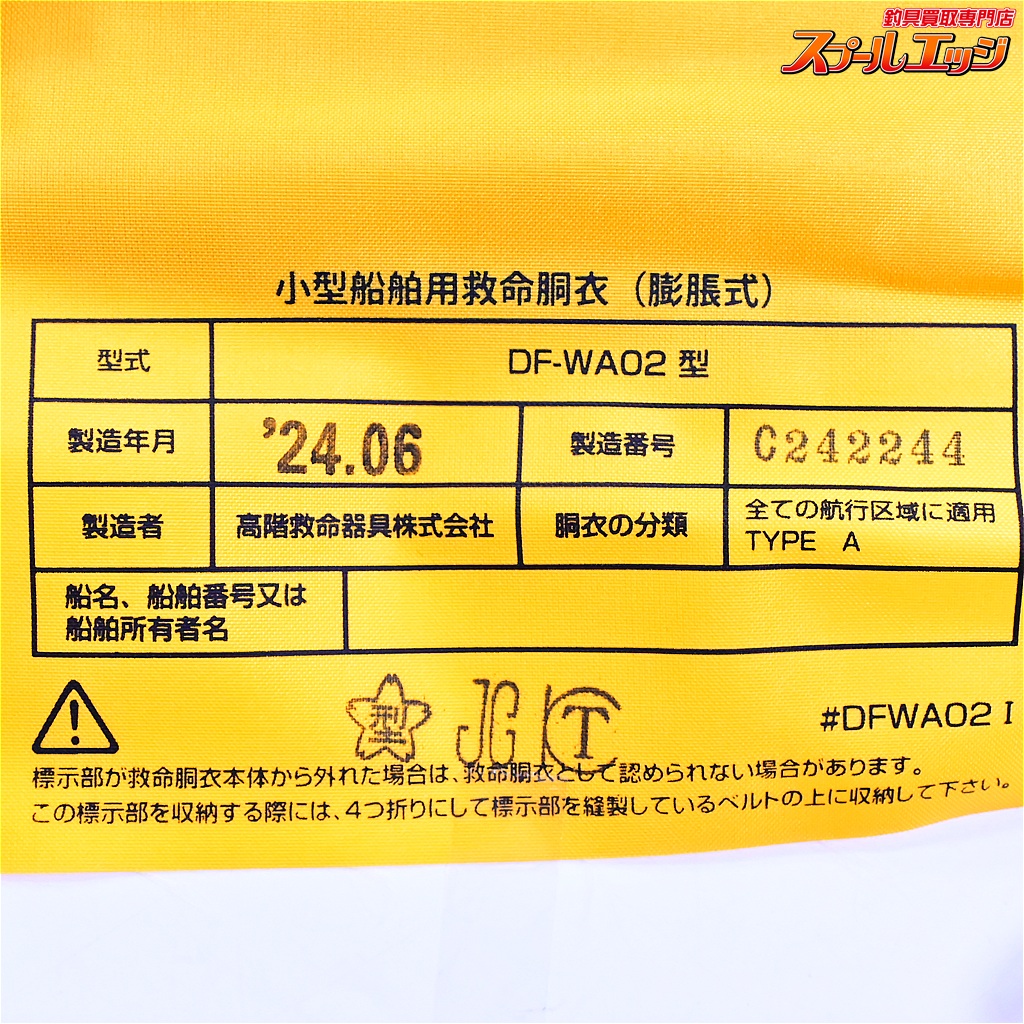 釣具買取専門店
スプールエッジ
小型船舶用救命胴衣（膨脹式）
型式
DF-WA02 型
製造年月
'24.06
製造番号
C242244
製造者
高階救命器具株式会社
胴衣の分類
全ての航行区域に適用
TYPE A
船名、船舶番号又は
船舶所有者名
型
JG
T
#DFWA02 I
標示部が救命胴衣本体から外れた場合は、救命胴衣として認められない場合があります。
この標示部を収納する際には、4つ折りにして標示部を縫製しているベルトの上に収納して下さい。